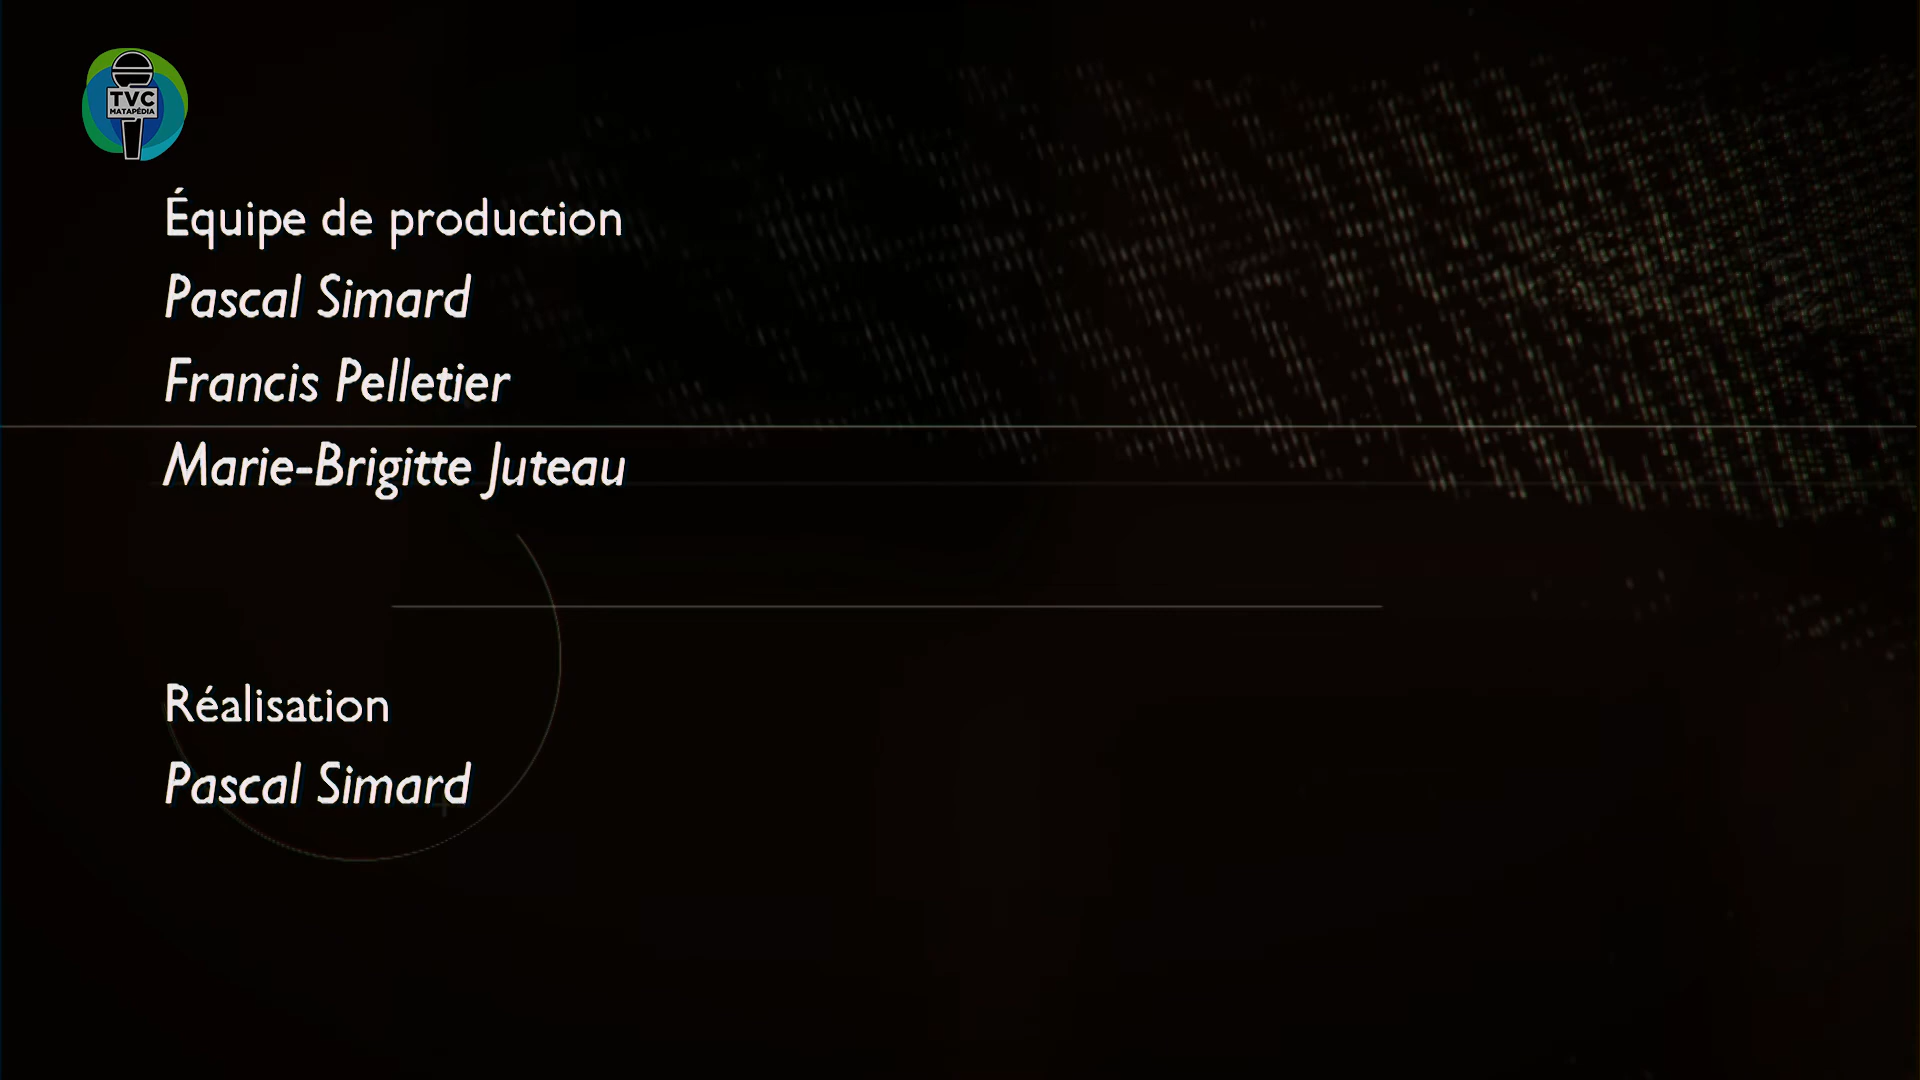 TVC
MATAPÉDIA
Équipe de production
Pascal Simard
Francis Pelletier
Marie-Brigitte Juteau
Réalisation
Pascal Simard